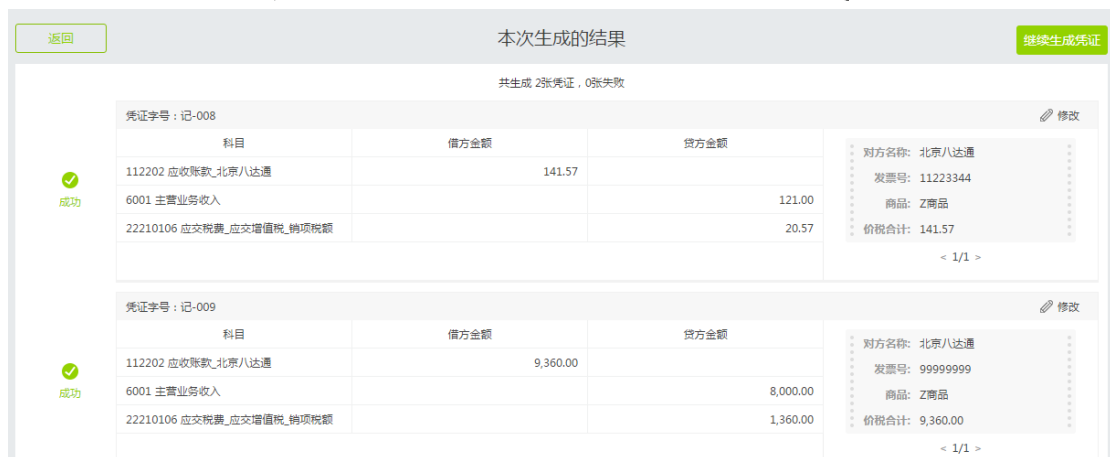 返回 本次生成的结果 继续生成凭证
共生成 2张凭证，0张失败
凭证字号：记-008 修改
科目 借方金额 贷方金额
112202 应收账款_北京八达通 141.57
6001 主营业务收入 121.00
22210106 应交税费_应交增值税_销项税额 20.57
成功
对方名称: 北京八达通
发票号: 11223344
商品: Z商品
价税合计: 141.57
< 1/1 >
凭证字号：记-009 修改
科目 借方金额 贷方金额
112202 应收账款_北京八达通 9,360.00
6001 主营业务收入 8,000.00
22210106 应交税费_应交增值税_销项税额 1,360.00
成功
对方名称: 北京八达通
发票号: 99999999
商品: Z商品
价税合计: 9,360.00
< 1/1 >